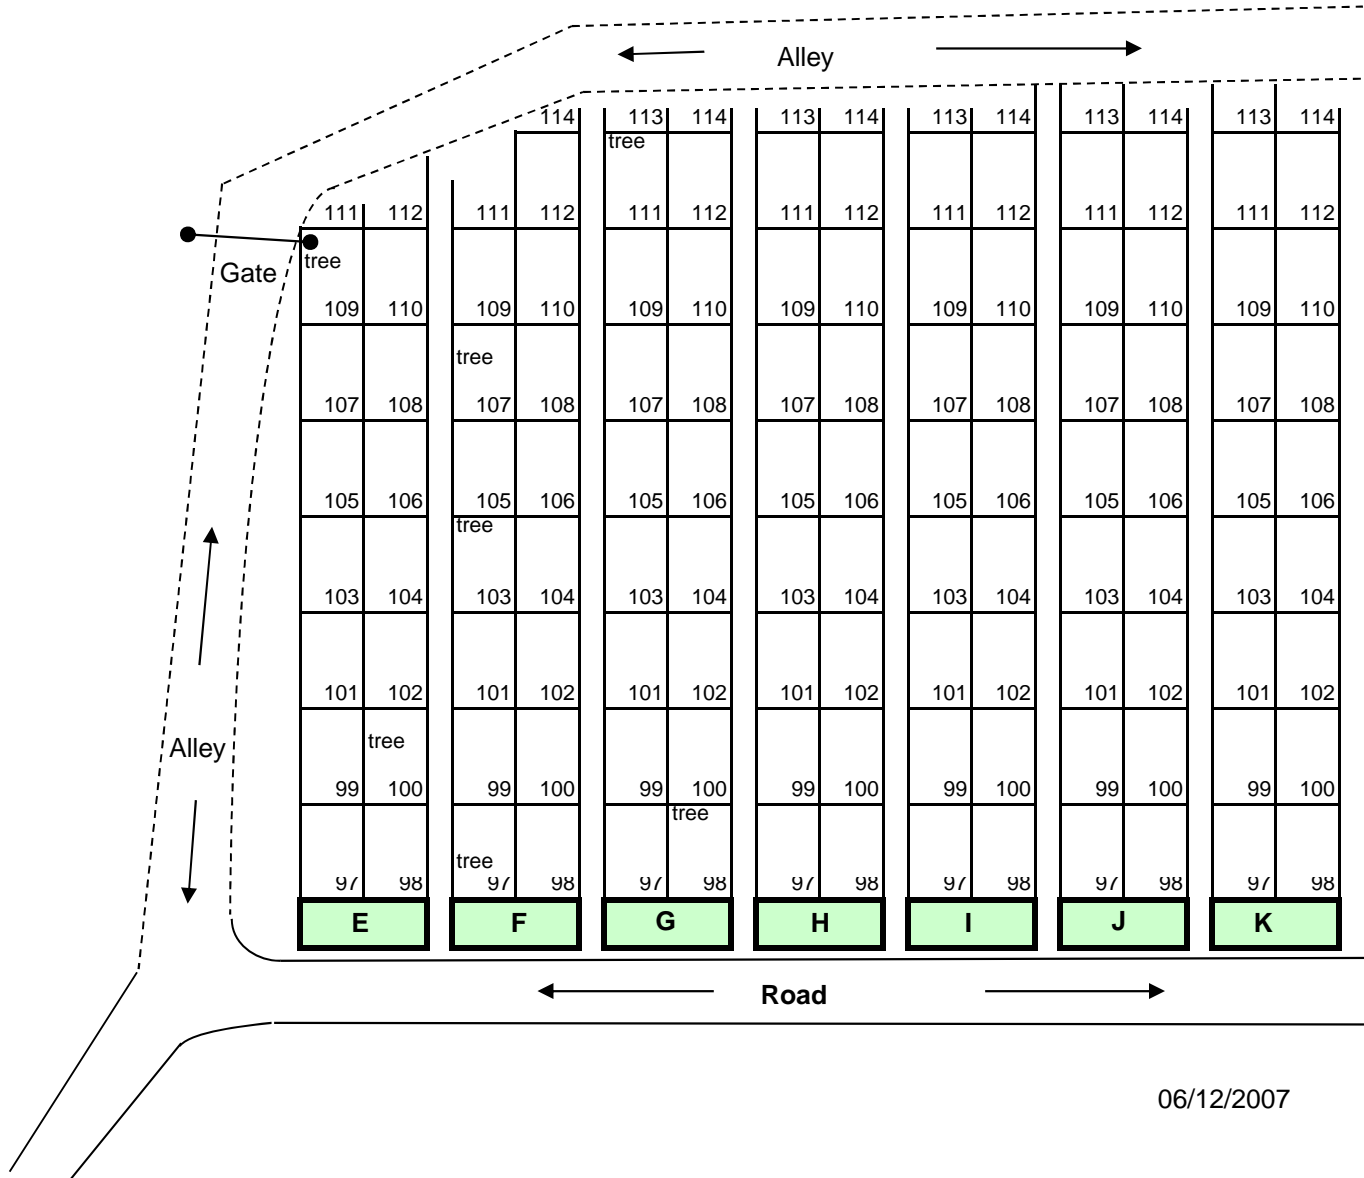 Alley
114 113 114 113 114 113 114 113 114 113 114
tree
111 112 111 112 111 112 111 112 111 112 111 112 111 112
tree
Gate
109 110 109 110 109 110 109 110 109 110 109 110 109 110
tree
107 108 107 108 107 108 107 108 107 108 107 108 107 108
105 106 105 106 105 106 105 106 105 106 105 106 105 106
tree
103 104 103 104 103 104 103 104 103 104 103 104 103 104
101 102 101 102 101 102 101 102 101 102 101 102 101 102
tree
Alley
99 100 99 100 99 100 99 100 99 100 99 100 99 100
tree
tree
97 98 97 98 97 98 97 98 97 98 97 98 97 98
E F G H I J K
Road
06/12/2007